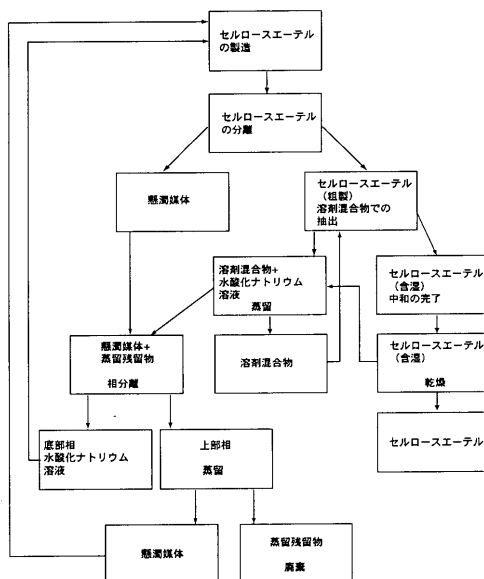 セルロースエーテル
の製造
セルロースエーテル
の分離
懸濁媒体
セルロースエーテル
(粗製)
溶剤混合物での
抽出
溶剤混合物+
水酸化ナトリウム
溶液
蒸留
セルロースエーテル
(含湿)
中和の完了
懸濁媒体+
蒸留残留物
相分離
溶剤混合物
セルロースエーテル
(含湿)
乾燥
底部相
水酸化ナトリウム
溶液
上部相
蒸留
セルロースエーテル
懸濁媒体
蒸留残留物
廃棄